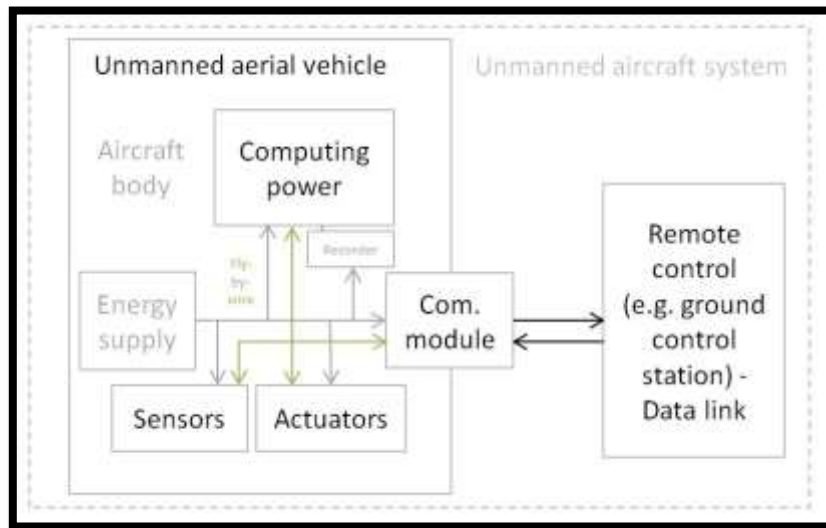 Unmanned aerial vehicle
Unmanned aircraft system
Aircraft
body
Computing
power
Recorder
Fly-
by-
wire
Energy
supply
Com.
module
Sensors
Actuators
Remote
control
(e.g. ground
control
station) -
Data link